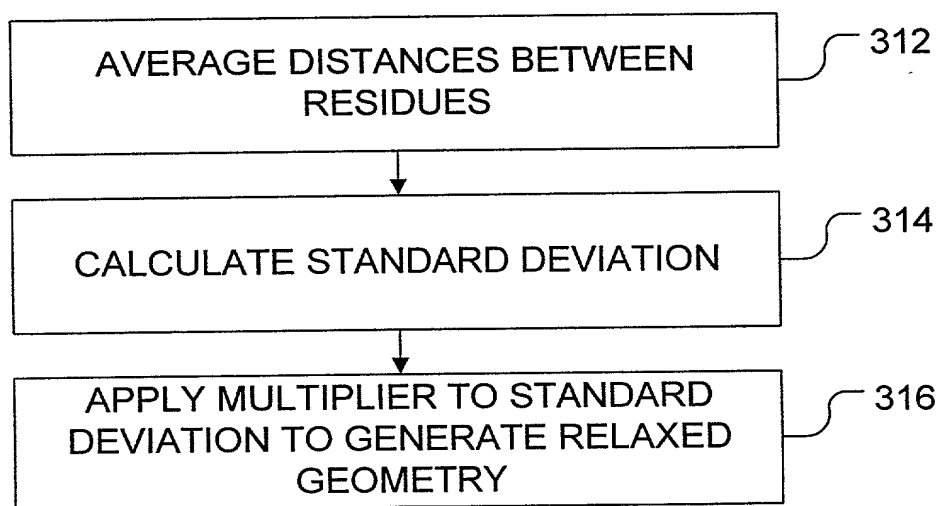 AVERAGE DISTANCES BETWEEN
RESIDUES
312
CALCULATE STANDARD DEVIATION
314
APPLY MULTIPLIER TO STANDARD
DEVIATION TO GENERATE RELAXED
GEOMETRY
316